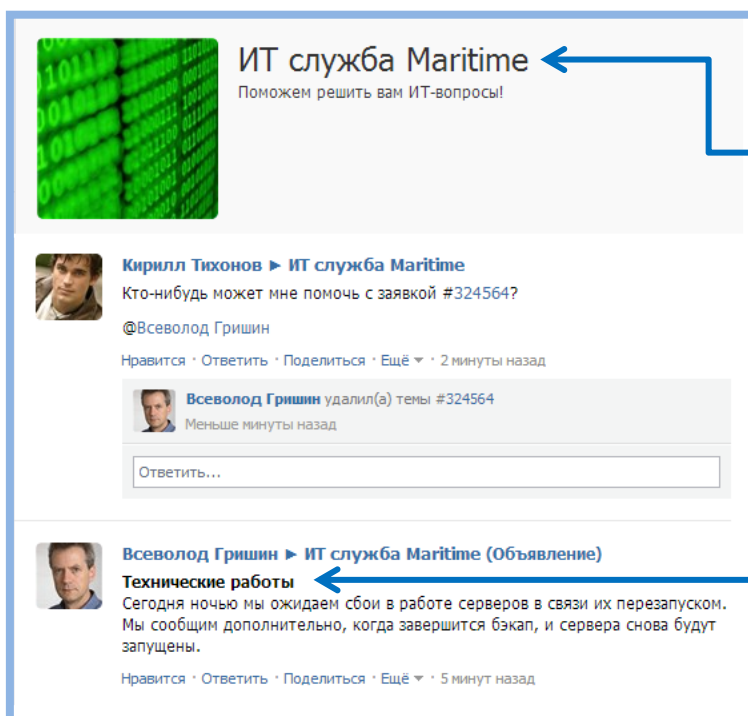 ИТ служба Maritime
Поможем решить вам ИТ-вопросы!
Кирилл Тихонов ► ИТ служба Maritime
Кто-нибудь может мне помочь с заявкой #324564?
@Всеволод Гришин
Нравится · Ответить · Поделиться · Ещё ▼ · 2 минуты назад
Всеволод Гришин удалил(а) темы #324564
Меньше минуты назад
Ответить...
Всеволод Гришин ► ИТ служба Maritime (Объявление)
Технические работы
Сегодня ночью мы ожидаем сбои в работе серверов в связи их перезапуском.
Мы сообщим дополнительно, когда завершится бэкап, и сервера снова будут
запущены.
Нравится · Ответить · Поделиться · Ещё ▼ · 5 минут назад